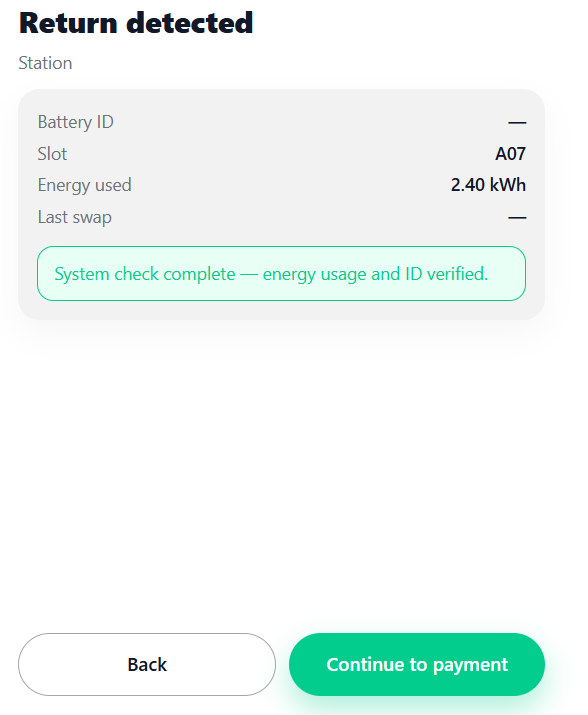 Return detected
Station
Battery ID —
Slot A07
Energy used 2.40 kWh
Last swap —
System check complete — energy usage and ID verified.
Back Continue to payment